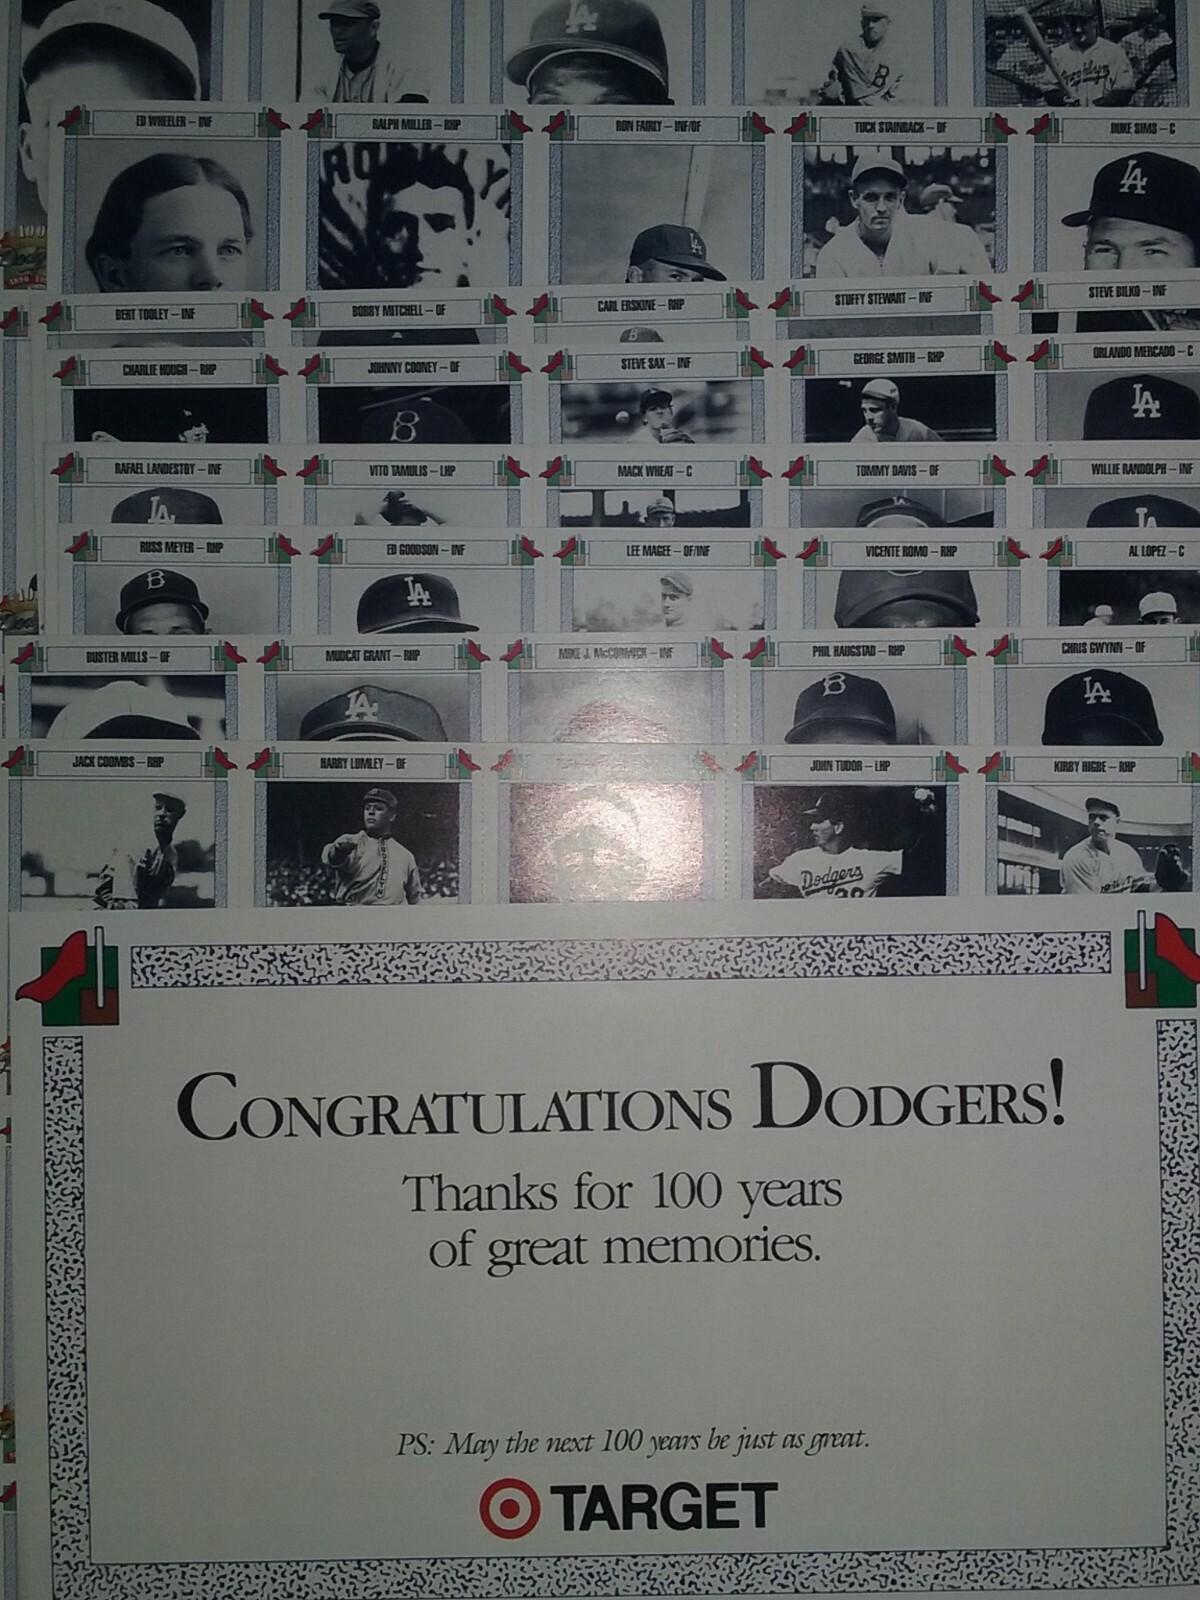 ED WHEELER – INF
RALPH MILLER – RHP
RON FAIRLY – INF/OF
TUCK STAINBACK – OF
DUKE SIMS – C
BERT TOOLEY – INF
BOBBY MITCHELL – OF
CARL ERSKINE – RHP
STUFFY STEWART – INF
STEVE BILKO – INF
CHARLIE HOUGH – RHP
JOHNNY COONEY – OF
STEVE SAX – INF
GEORGE SMITH – RHP
ORLANDO MERCADO – C
RAFAEL LANDESTOY – INF
VITO TAMULIS – LHP
MACK WHEAT – C
TOMMY DAVIS – OF
WILLIE RANDOLPH – INF
RUSS MEYER – RHP
ED GOODSON – INF
LEE MAGEE – OF/INF
VICENTE ROMO – RHP
AL LOPEZ – C
BUSTER MILLS – OF
MUDCAT GRANT – RHP
MIKE J. McCORMICK – INF
PHIL HAUGSTAD – RHP
CHRIS GWYNN – OF
JACK COOMBS – RHP
HARRY LUMLEY – OF
JOHN TUDOR – LHP
KIRBY HIGBE – RHP
Dodgers
CONGRATULATIONS DODGERS!
Thanks for 100 years
of great memories.
PS: May the next 100 years be just as great.
TARGET